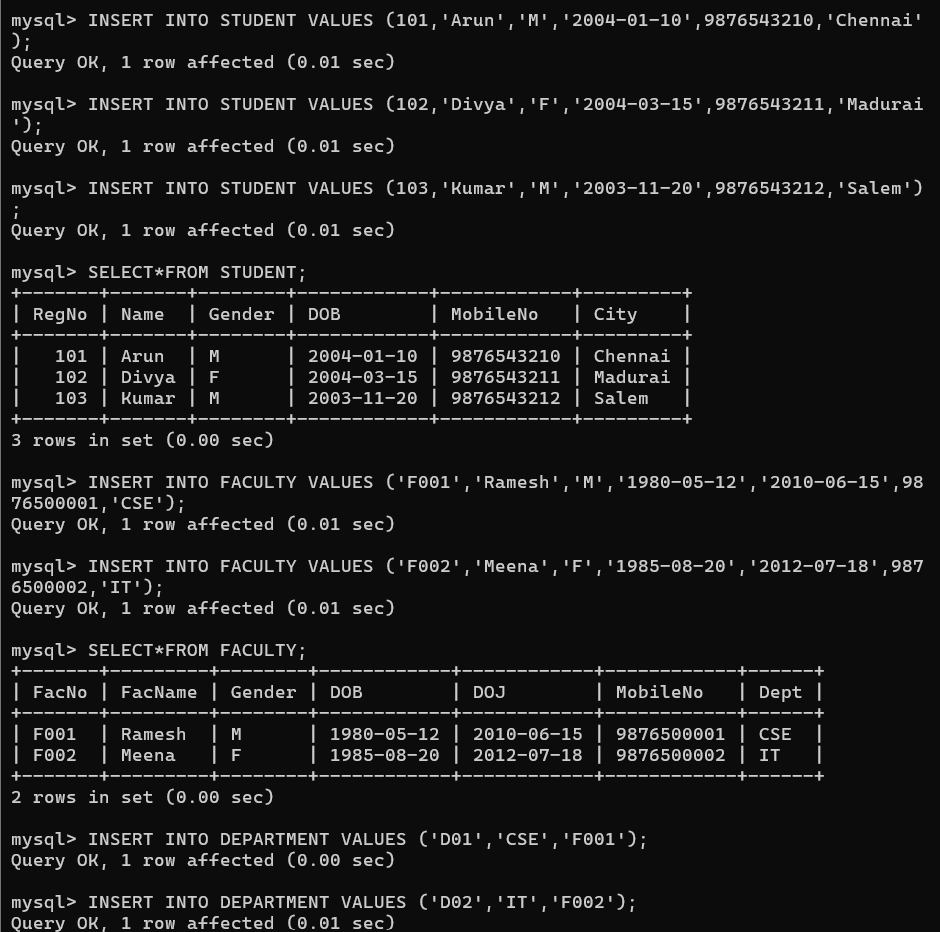 mysql> INSERT INTO STUDENT VALUES (101,'Arun','M','2004-01-10',9876543210,'Chennai'
);
Query OK, 1 row affected (0.01 sec)
mysql> INSERT INTO STUDENT VALUES (102,'Divya','F','2004-03-15',9876543211,'Madurai
');
Query OK, 1 row affected (0.01 sec)
mysql> INSERT INTO STUDENT VALUES (103,'Kumar','M','2003-11-20',9876543212,'Salem')
;
Query OK, 1 row affected (0.01 sec)
mysql> SELECT*FROM STUDENT;
+-------+-------+--------+------------+------------+---------+
| RegNo | Name  | Gender | DOB        | MobileNo   | City    |
+-------+-------+--------+------------+------------+---------+
|   101 | Arun  | M      | 2004-01-10 | 9876543210 | Chennai |
|   102 | Divya | F      | 2004-03-15 | 9876543211 | Madurai |
|   103 | Kumar | M      | 2003-11-20 | 9876543212 | Salem   |
+-------+-------+--------+------------+------------+---------+
3 rows in set (0.00 sec)
mysql> INSERT INTO FACULTY VALUES ('F001','Ramesh','M','1980-05-12','2010-06-15',98
76500001,'CSE');
Query OK, 1 row affected (0.01 sec)
mysql> INSERT INTO FACULTY VALUES ('F002','Meena','F','1985-08-20','2012-07-18',987
6500002,'IT');
Query OK, 1 row affected (0.01 sec)
mysql> SELECT*FROM FACULTY;
+-------+---------+--------+------------+------------+------------+------+
| FacNo | FacName | Gender | DOB        | DOJ        | MobileNo   | Dept |
+-------+---------+--------+------------+------------+------------+------+
| F001  | Ramesh  | M      | 1980-05-12 | 2010-06-15 | 9876500001 | CSE  |
| F002  | Meena   | F      | 1985-08-20 | 2012-07-18 | 9876500002 | IT   |
+-------+---------+--------+------------+------------+------------+------+
2 rows in set (0.00 sec)
mysql> INSERT INTO DEPARTMENT VALUES ('D01','CSE','F001');
Query OK, 1 row affected (0.00 sec)
mysql> INSERT INTO DEPARTMENT VALUES ('D02','IT','F002');
Query OK, 1 row affected (0.01 sec)